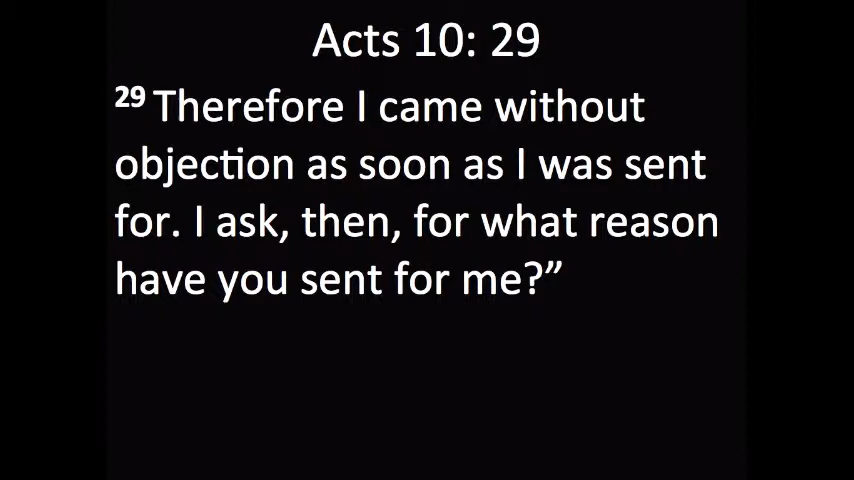 Acts 10: 29
29 Therefore I came without
objection as soon as I was sent
for. I ask, then, for what reason
have you sent for me?”